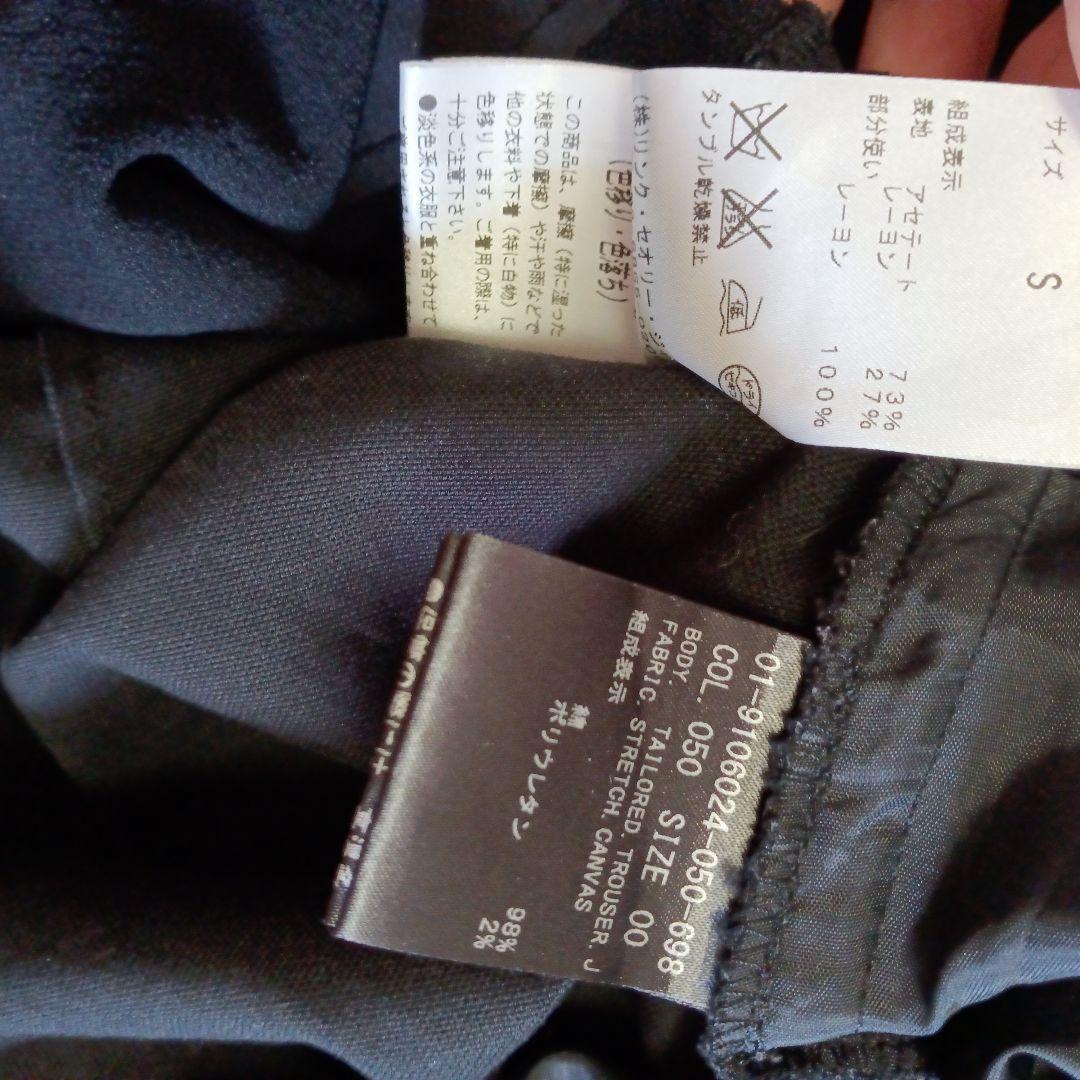 サイズ S
組成表示
表地 アセテート 73%
レーヨン 27%
部分使い レーヨン 100%
タンブル乾燥禁止
低
ドライ
セキユ
(株)リンク・セオリー・ジ
(色移り・色落ち)
この商品は、摩擦(特に湿った
状態での摩擦)や汗や雨などで
他の衣料や下着(特に白物)に
色移りします。ご着用の際は、
十分ご注意下さい。
●淡色系の衣服と重ね合わせて
01-9106024-050-698
COL. 050 SIZE 00
BODY. TAILORED. TROUSER. J
FABRIC. STRETCH. CANVAS
組成表示
綿 98%
ポリウレタン 2%